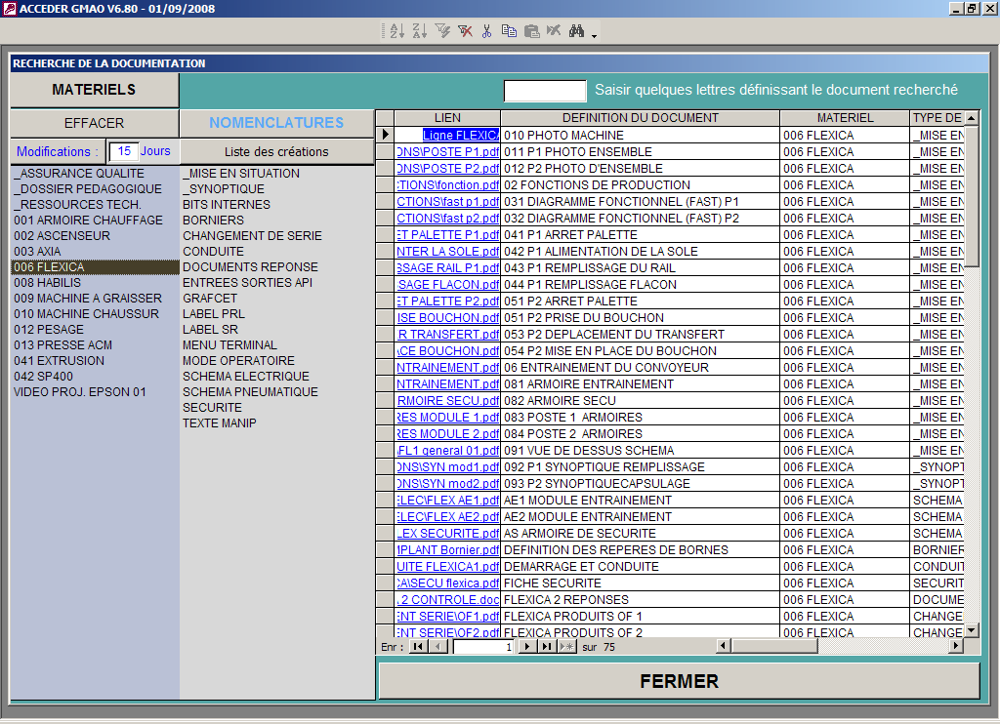 ACCEDER GMAO V6.80 - 01/09/2008
RECHERCHE DE LA DOCUMENTATION
MATERIELS
Saisir quelques lettres définissant le document recherché
EFFACER
NOMENCLATURES
Modifications : 15 Jours
Liste des créations
_ASSURANCE QUALITE
_DOSSIER PEDAGOGIQUE
_RESSOURCES TECH.
001 ARMOIRE CHAUFFAGE
002 ASCENSEUR
003 AXIA
006 FLEXICA
008 HABILIS
009 MACHINE A GRAISSER
010 MACHINE CHAUSSUR
012 PESAGE
013 PRESSE ACM
041 EXTRUSION
042 SP400
VIDEO PROJ. EPSON 01
_MISE EN SITUATION
_SYNOPTIQUE
BITS INTERNES
BORNIERS
CHANGEMENT DE SERIE
CONDUITE
DOCUMENTS REPONSE
ENTREES SORTIES API
GRAFCET
LABEL PRL
LABEL SR
MENU TERMINAL
MODE OPERATOIRE
SCHEMA ELECTRIQUE
SCHEMA PNEUMATIQUE
SECURITE
TEXTE MANIP
LIEN DEFINITION DU DOCUMENT MATERIEL TYPE DE
Ligne FLEXICA 010 PHOTO MACHINE 006 FLEXICA _MISE EN
ONS\POSTE P1.pdf 011 P1 PHOTO ENSEMBLE 006 FLEXICA _MISE EN
ONS\POSTE P2.pdf 012 P2 PHOTO D'ENSEMBLE 006 FLEXICA _MISE EN
CTIONS\fonction.pdf 02 FONCTIONS DE PRODUCTION 006 FLEXICA _MISE EN
CTIONS\fast p1.pdf 031 DIAGRAMME FONCTIONNEL (FAST) P1 006 FLEXICA _MISE EN
CTIONS\fast p2.pdf 032 DIAGRAMME FONCTIONNEL (FAST) P2 006 FLEXICA _MISE EN
ET PALETTE P1.pdf 041 P1 ARRET PALETTE 006 FLEXICA _MISE EN
NTER LA SOLE.pdf 042 P1 ALIMENTATION DE LA SOLE 006 FLEXICA _MISE EN
SSAGE RAIL P1.pdf 043 P1 REMPLISSAGE DU RAIL 006 FLEXICA _MISE EN
SAGE FLACON.pdf 044 P1 REMPLISSAGE FLACON 006 FLEXICA _MISE EN
ET PALETTE P2.pdf 051 P2 ARRET PALETTE 006 FLEXICA _MISE EN
ISE BOUCHON.pdf 051 P2 PRISE DU BOUCHON 006 FLEXICA _MISE EN
R TRANSFERT.pdf 053 P2 DEPLACEMENT DU TRANSFERT 006 FLEXICA _MISE EN
ACE BOUCHON.pdf 054 P2 MISE EN PLACE DU BOUCHON 006 FLEXICA _MISE EN
NTRAINEMENT.pdf 06 ENTRAINEMENT DU CONVOYEUR 006 FLEXICA _MISE EN
NTRAINEMENT.pdf 081 ARMOIRE ENTRAINEMENT 006 FLEXICA _MISE EN
RMOIRE SECU.pdf 082 ARMOIRE SECU 006 FLEXICA _MISE EN
RES MODULE 1.pdf 083 POSTE 1 ARMOIRES 006 FLEXICA _MISE EN
RES MODULE 2.pdf 084 POSTE 2 ARMOIRES 006 FLEXICA _MISE EN
FL1 general 01.pdf 091 VUE DE DESSUS SCHEMA 006 FLEXICA _MISE EN
ONS\SYN mod1.pdf 092 P1 SYNOPTIQUE REMPLISSAGE 006 FLEXICA _SYNOPT
ONS\SYN mod2.pdf 093 P2 SYNOPTIQUECAPSULAGE 006 FLEXICA _SYNOPT
ELEC\FLEX AE1.pdf AE1 MODULE ENTRAINEMENT 006 FLEXICA SCHEMA
ELEC\FLEX AE2.pdf AE2 MODULE ENTRAINEMENT 006 FLEXICA SCHEMA
LEX SECURITE.pdf AS ARMOIRE DE SECURITE 006 FLEXICA SCHEMA
MPLANT Bornier.pdf DEFINITION DES REPERES DE BORNES 006 FLEXICA BORNIER
UITE FLEXICA1.pdf DEMARRAGE ET CONDUITE 006 FLEXICA CONDUIT
CA\SECU flexica.pdf FICHE SECURITE 006 FLEXICA SECURIT
2 CONTROLE.doc FLEXICA 2 REPONSES 006 FLEXICA DOCUME
ENT SERIE\OF1.pdf FLEXICA PRODUITS OF 1 006 FLEXICA CHANGE
ENT SERIE\OF2.pdf FLEXICA PRODUITS OF 2 006 FLEXICA CHANGE
Enr : 1 sur 75
FERMER